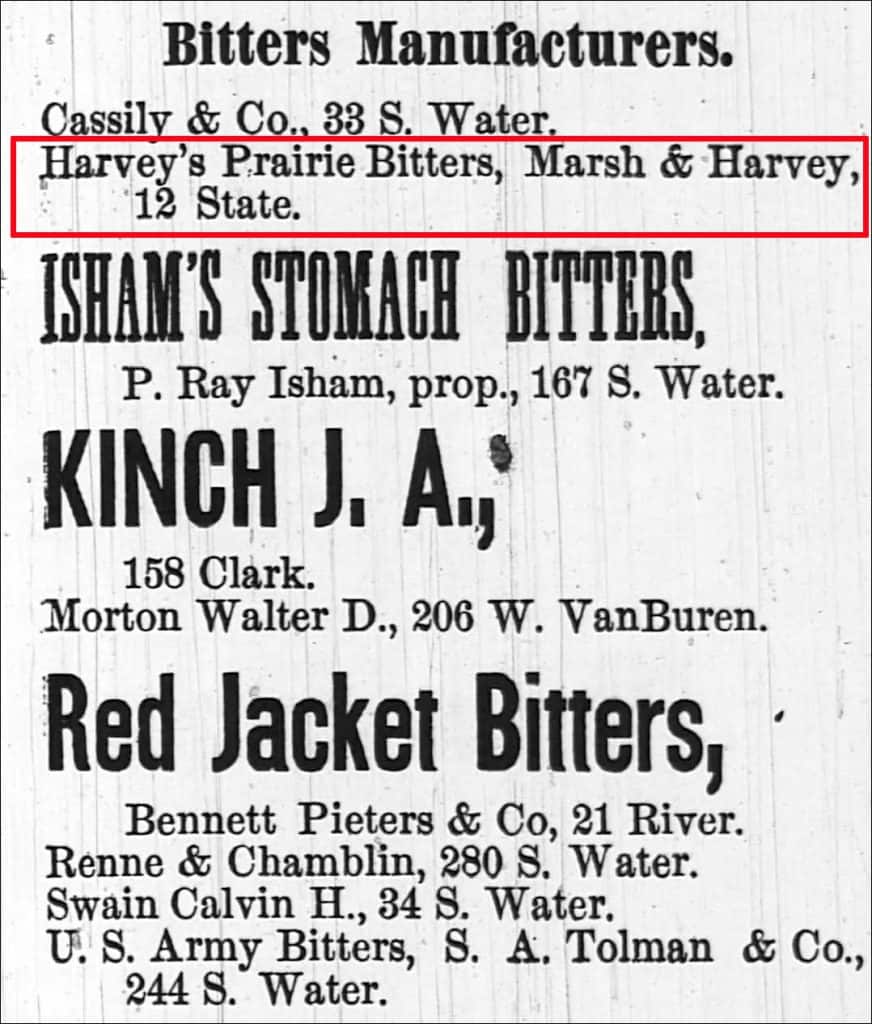 Bitters Manufacturers.
Cassily & Co., 33 S. Water.
Harvey's Prairie Bitters, Marsh & Harvey,
12 State.
ISHAM'S STOMACH BITTERS,
P. Ray Isham, prop., 167 S. Water.
KINCH J. A.,
158 Clark.
Morton Walter D., 206 W. VanBuren.
Red Jacket Bitters,
Bennett Pieters & Co, 21 River.
Renne & Chamblin, 280 S. Water.
Swain Calvin H., 34 S. Water.
U. S. Army Bitters, S. A. Tolman & Co.,
244 S. Water.